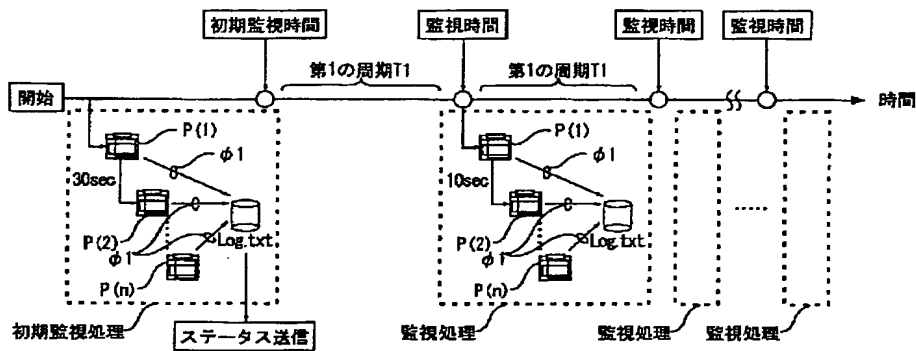 初期監視時間
監視時間
監視時間
監視時間
第1の周期T1
第1の周期T1
開始
時間
P(1)
φ1
30sec
P(2)
φ1
Log.txt
P(n)
P(1)
φ1
10sec
P(2)
φ1
Log.txt
P(n)
初期監視処理
ステータス送信
監視処理
監視処理
監視処理